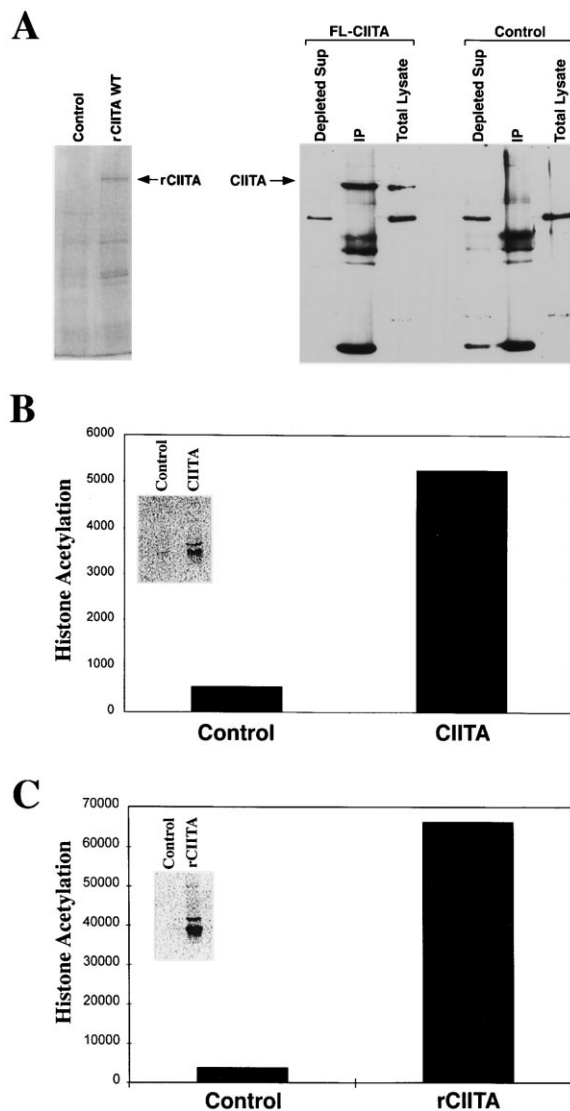 A
Control
rCIITA WT
rCIITA
CIITA
FL-CIITA
Control
Depleted Sup
IP
Total Lysate
Depleted Sup
IP
Total Lysate
B
Histone Acetylation
6000
5000
4000
3000
2000
1000
0
Control
CIITA
Control
CIITA
C
Histone Acetylation
70000
60000
50000
40000
30000
20000
10000
0
Control
rCIITA
Control
rCIITA